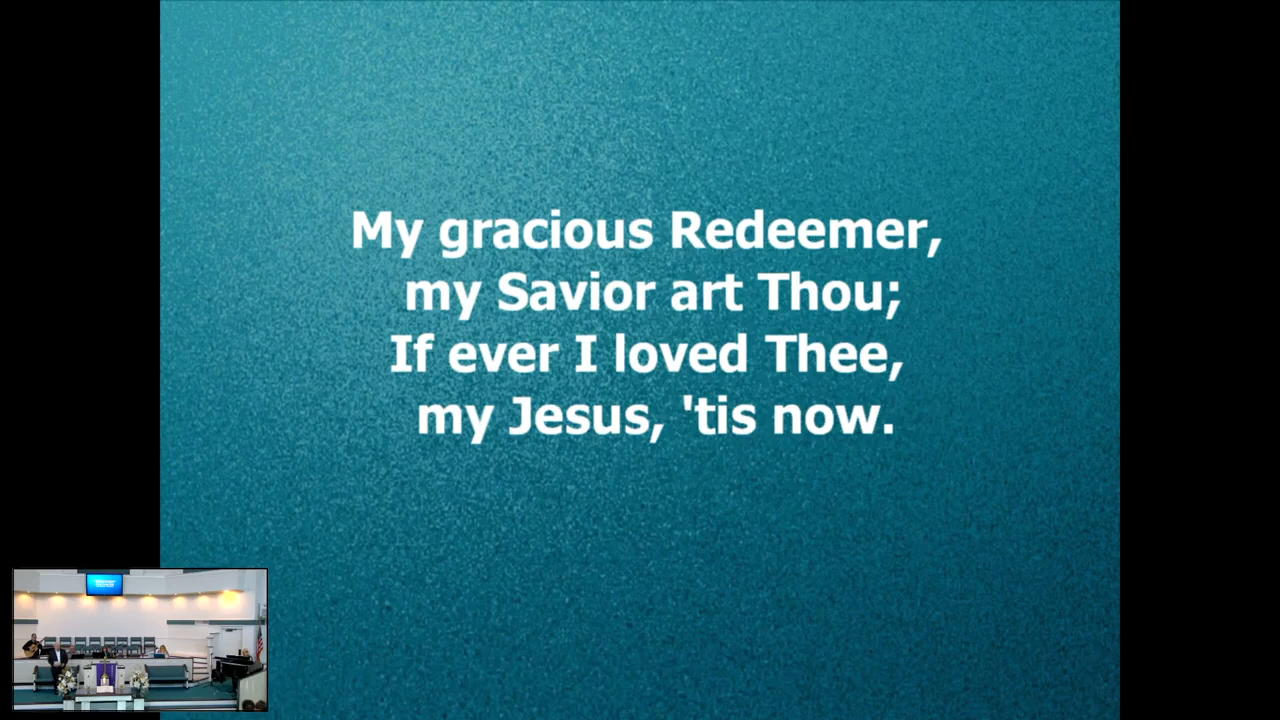 My gracious Redeemer,
my Savior art Thou;
If ever I loved Thee,
my Jesus, 'tis now.